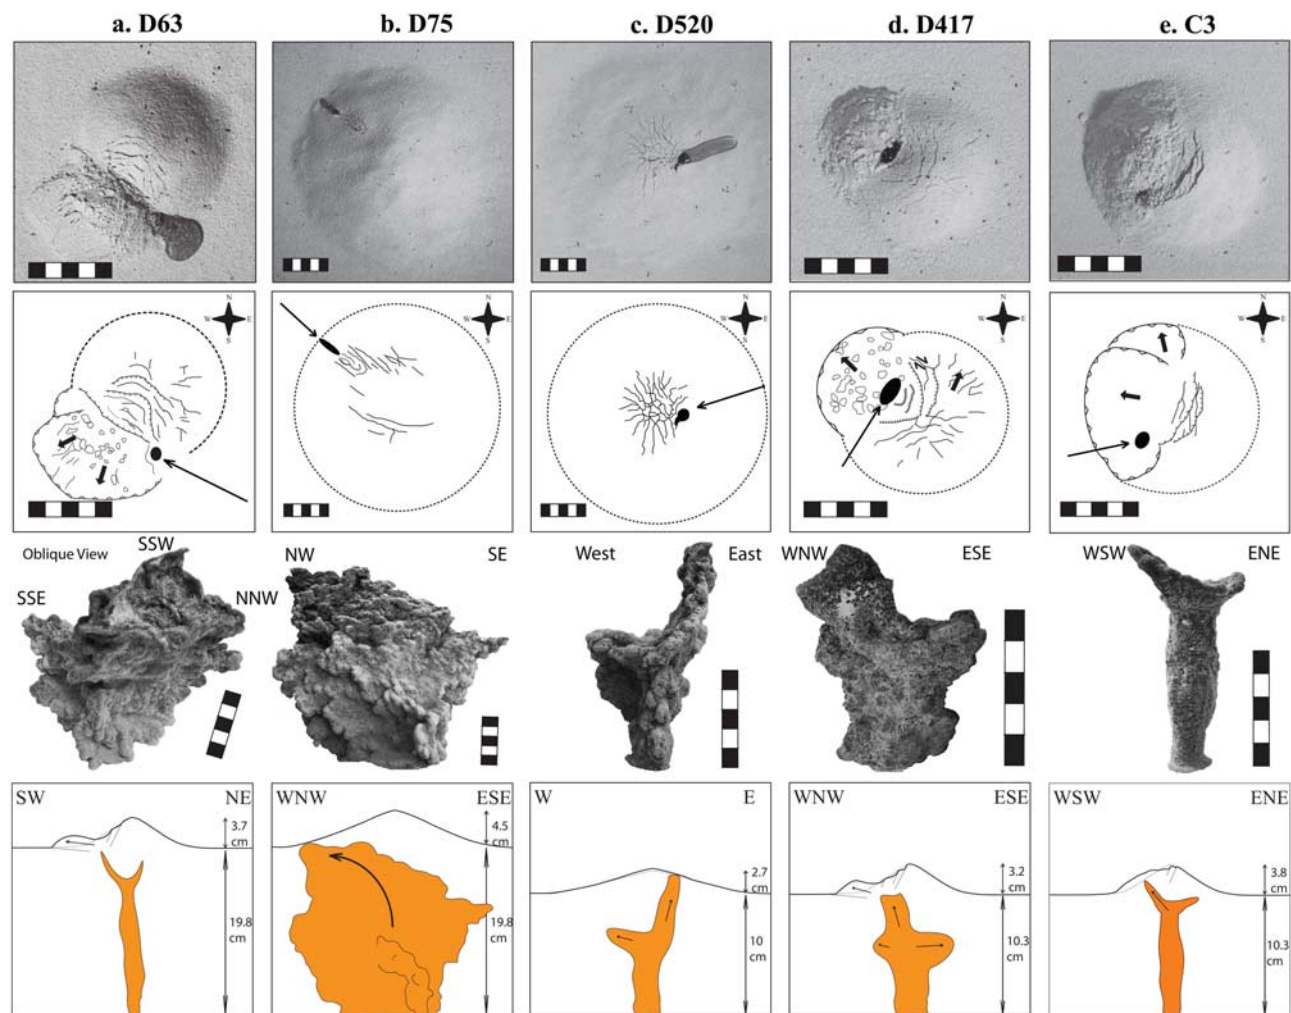 a. D63
b. D75
c. D520
d. D417
e. C3
N
W E
S
N
W E
S
N
W E
S
N
W E
S
N
W E
S
Oblique View
SSW
SSE
NNW
NW SE
West East
WNW ESE
WSW ENE
SW NE
3.7
cm
19.8
cm
WNW ESE
4.5
cm
19.8
cm
W E
2.7
cm
10
cm
WNW ESE
3.2
cm
10.3
cm
WSW ENE
3.8
cm
10.3
cm